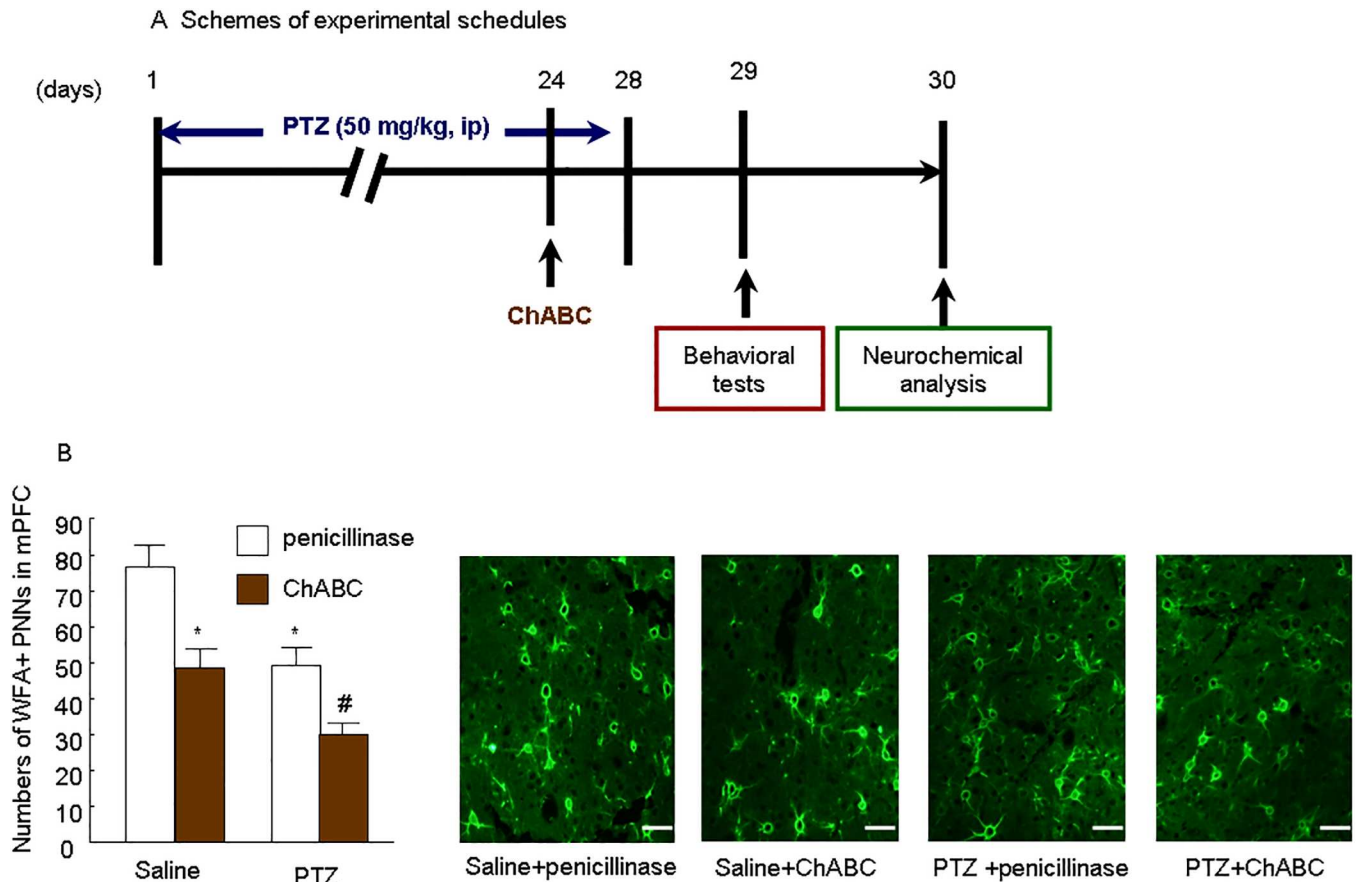 A Schemes of experimental schedules
(days)
1
24
28
29
30
PTZ (50 mg/kg, ip)
ChABC
Behavioral
tests
Neurochemical
analysis
B
Numbers of WFA+ PNNs in mPFC
90
80
70
60
50
40
30
20
10
0
penicillinase
ChABC
*
*
#
Saline
PTZ
Saline+penicillinase
Saline+ChABC
PTZ +penicillinase
PTZ+ChABC